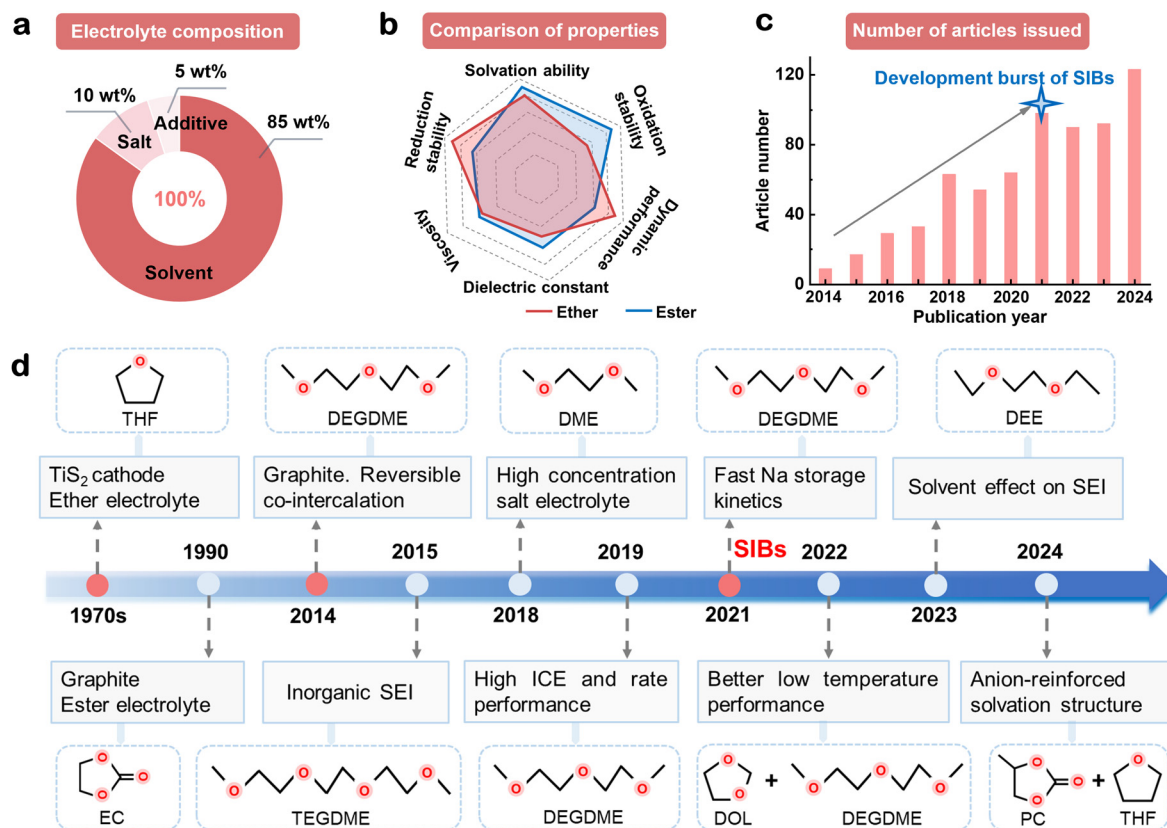 a
Electrolyte composition
5 wt%
10 wt%
Additive
Salt
85 wt%
100%
Solvent
b
Comparison of properties
Solvation ability
Oxidation
stability
Reduction
stability
Dynamic
performance
Viscosity
Dielectric constant
Ether
Ester
c
Number of articles issued
Development burst of SIBs
Article number
120
80
40
0
2014
2016
2018
2020
2022
2024
Publication year
d
O
THF
O
O
O
DEGDME
O
O
DME
O
O
O
DEGDME
O
O
DEE
TiS2 cathode
Ether electrolyte
Graphite. Reversible
co-intercalation
High concentration
salt electrolyte
Fast Na storage
kinetics
Solvent effect on SEI
1990
2015
2019
SIBs
2022
2024
1970s
2014
2018
2021
2023
Graphite
Ester electrolyte
Inorganic SEI
High ICE and rate
performance
Better low temperature
performance
Anion-reinforced
solvation structure
O
O
O
EC
O
O
O
O
TEGDME
O
O
O
DEGDME
O
O
DOL
+
O
O
O
DEGDME
O
O
O
PC
+
O
THF